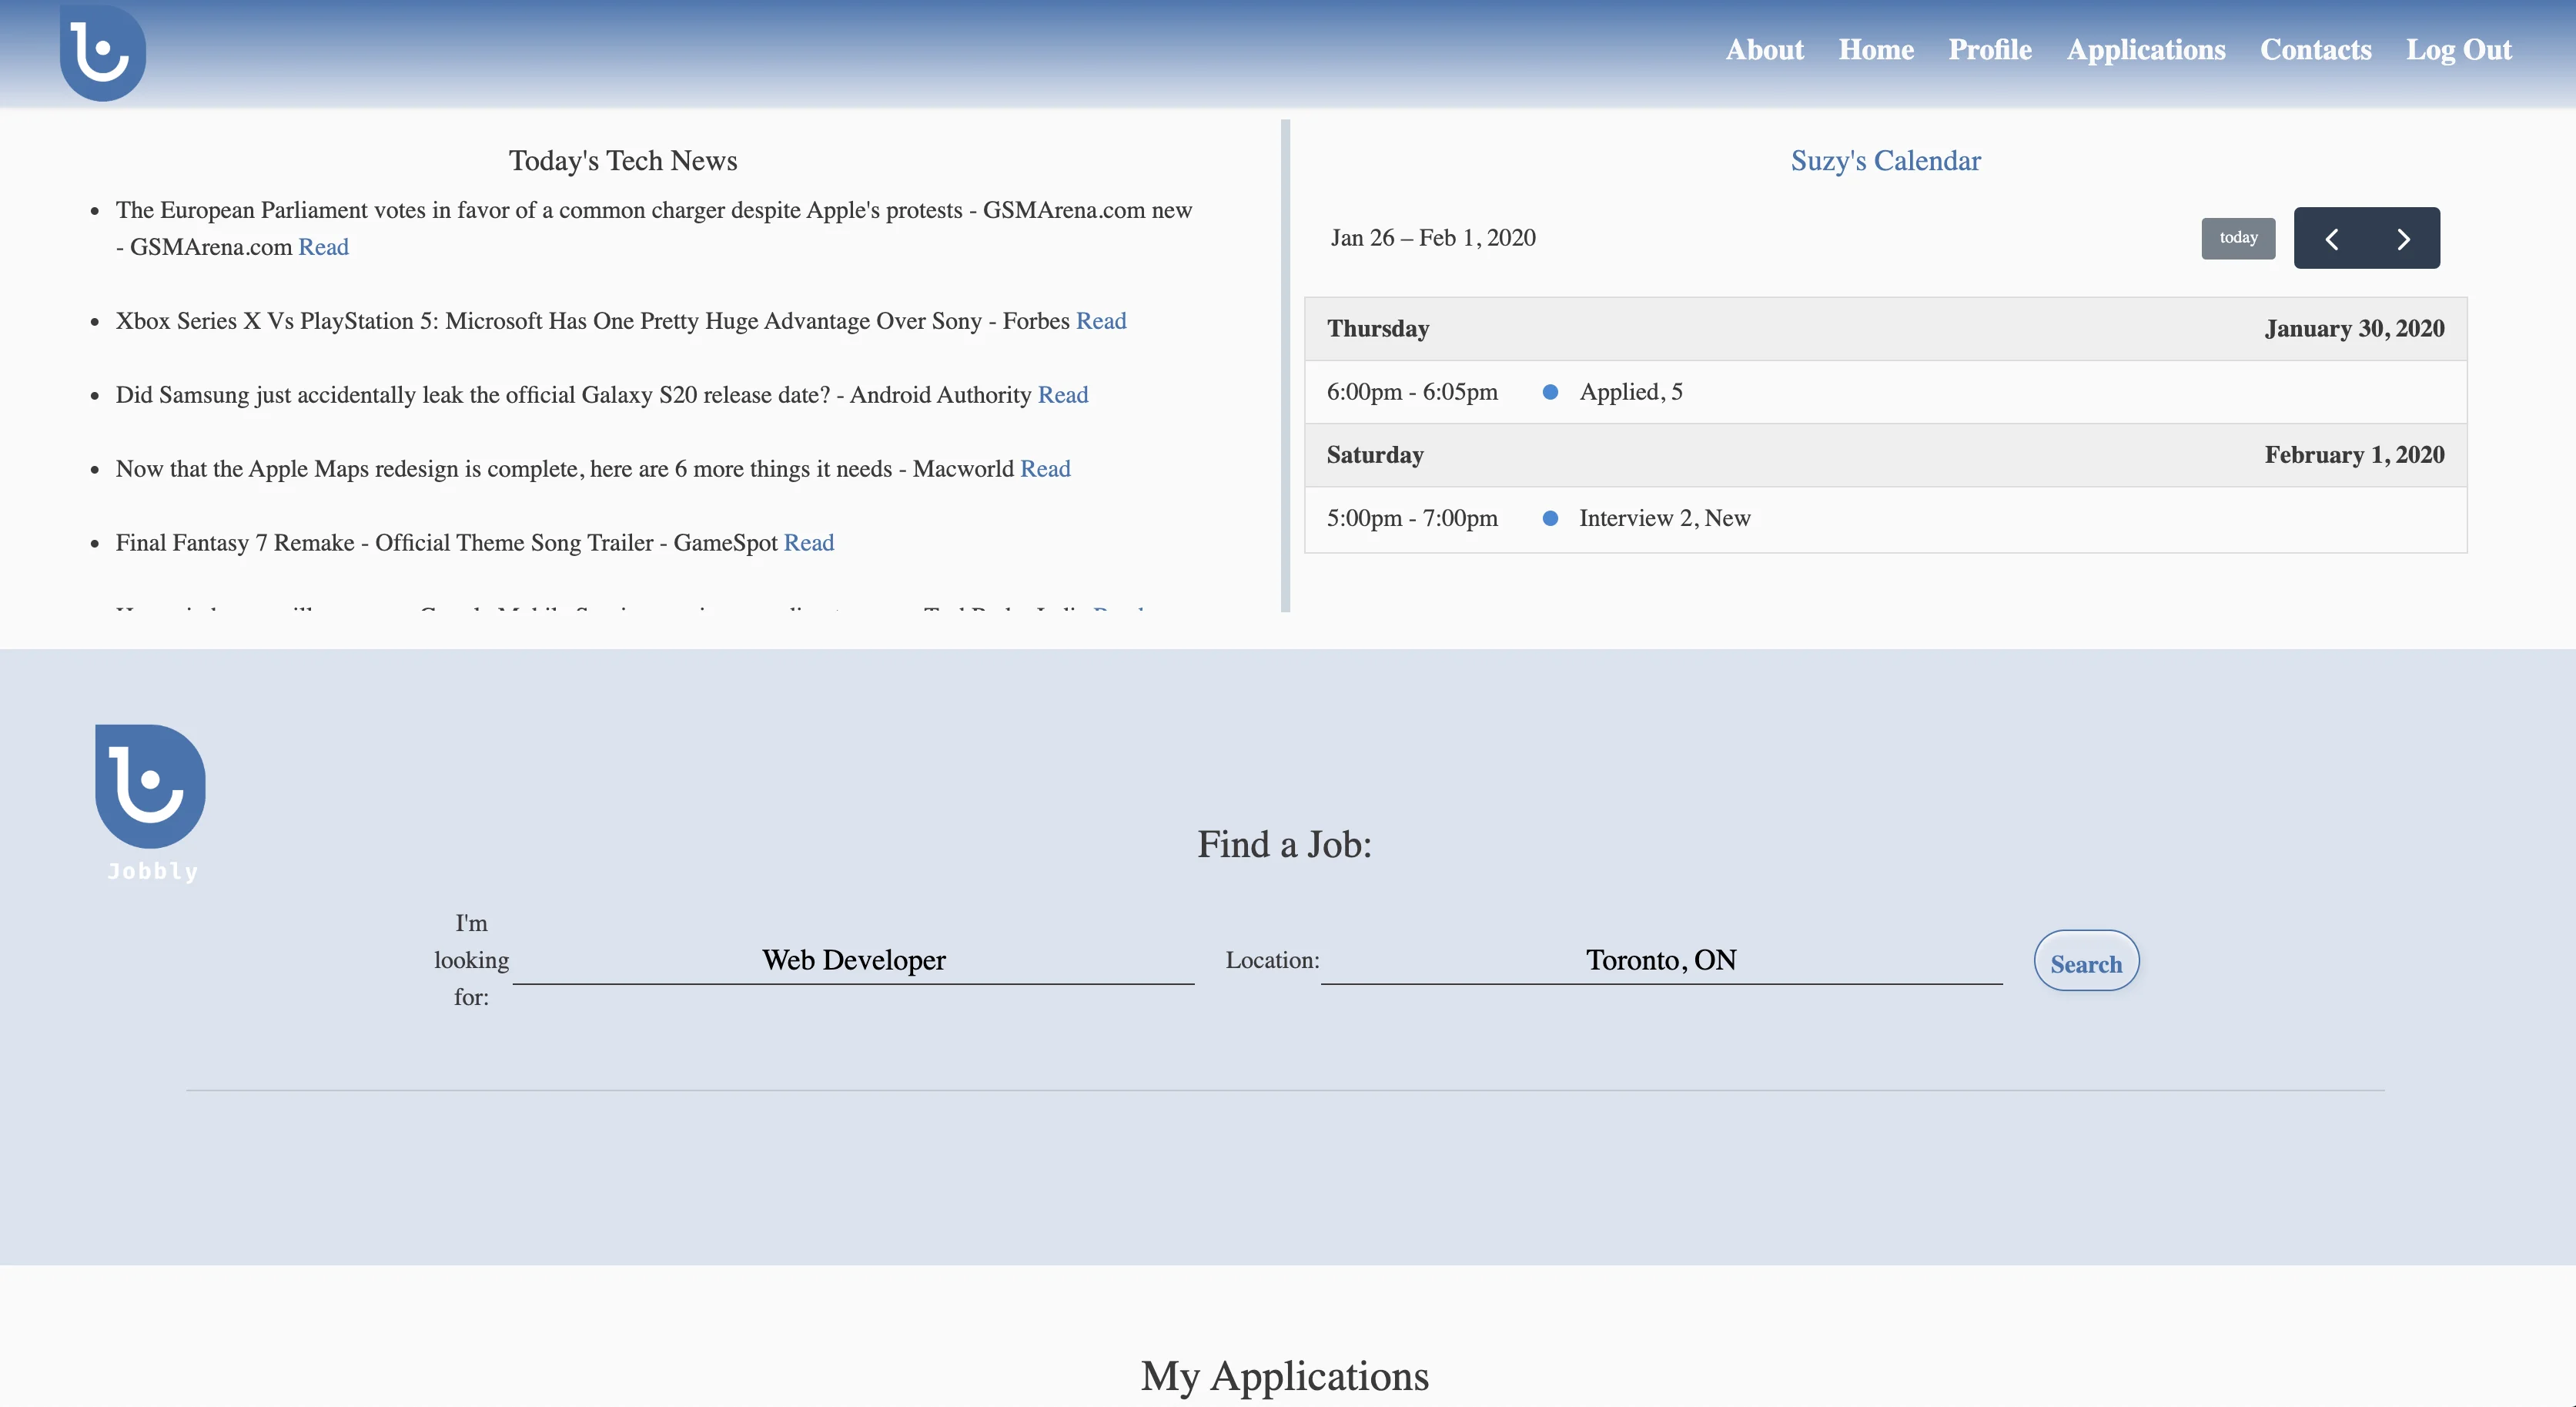 About Home Profile Applications Contacts Log Out
Today's Tech News
The European Parliament votes in favor of a common charger despite Apple's protests - GSMArena.com new
- GSMArena.com Read
Xbox Series X Vs PlayStation 5: Microsoft Has One Pretty Huge Advantage Over Sony - Forbes Read
Did Samsung just accidentally leak the official Galaxy S20 release date? - Android Authority Read
Now that the Apple Maps redesign is complete, here are 6 more things it needs - Macworld Read
Final Fantasy 7 Remake - Official Theme Song Trailer - GameSpot Read
Suzy's Calendar
Jan 26 – Feb 1, 2020
today
Thursday January 30, 2020
6:00pm - 6:05pm Applied, 5
Saturday February 1, 2020
5:00pm - 7:00pm Interview 2, New
Jobbly
Find a Job:
I'm
looking
for:
Web Developer
Location: Toronto, ON
Search
My Applications